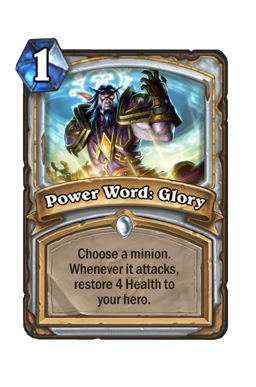 1
Power Word: Glory
Choose a minion.
Whenever it attacks,
restore 4 Health to
your hero.